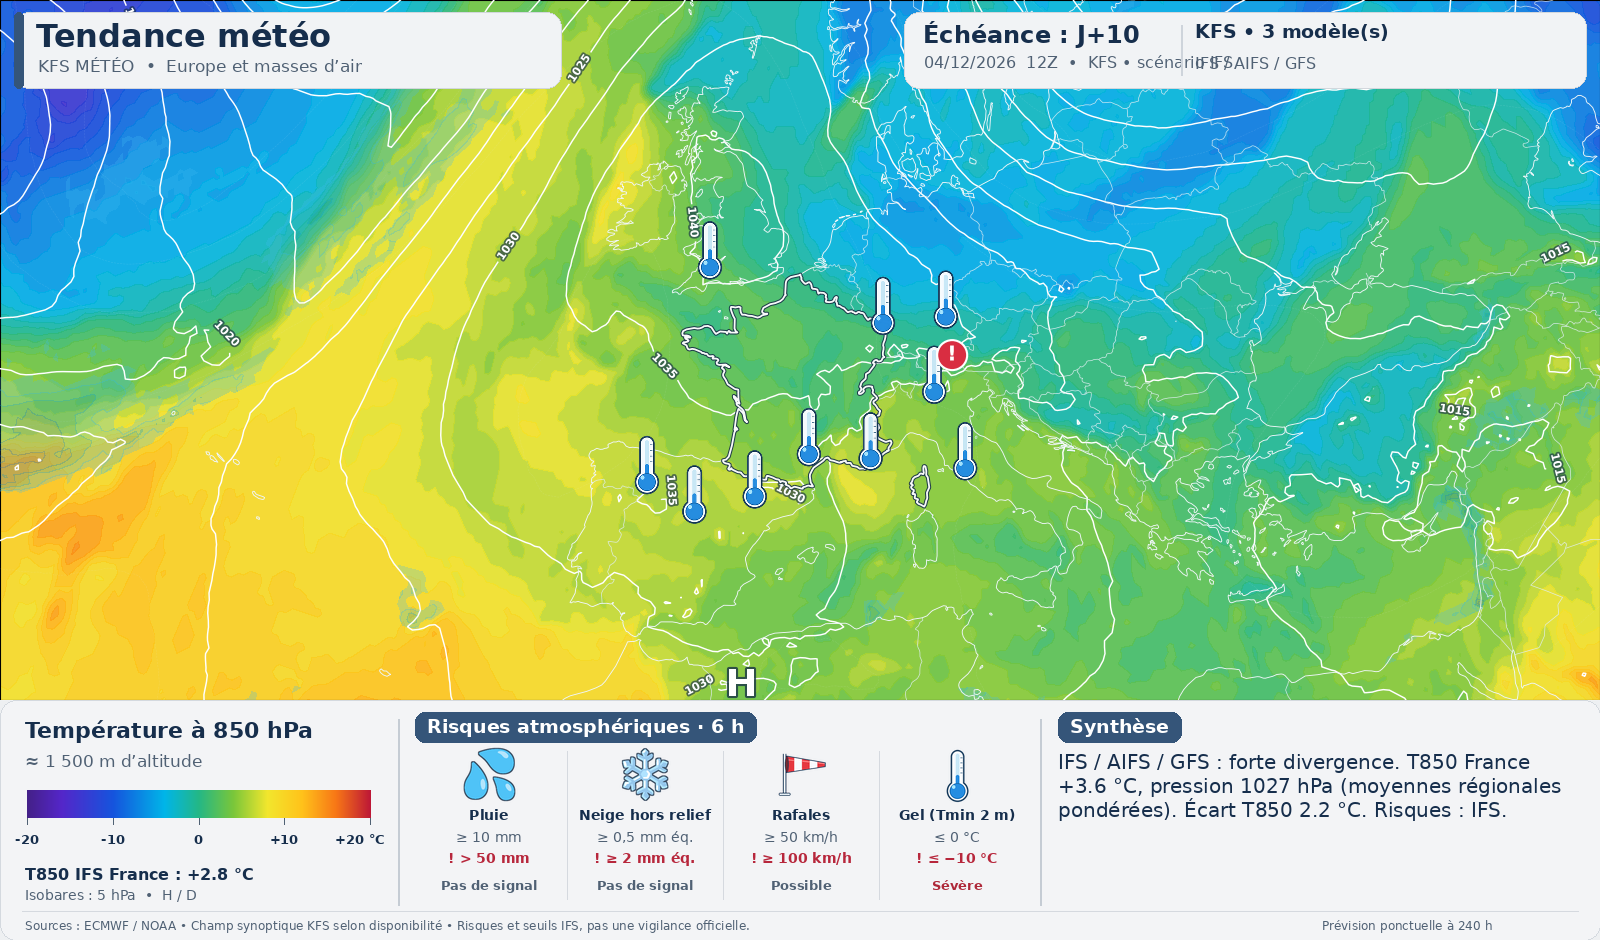 Tendance météo
KFS MÉTÉO • Europe et masses d’air
Échéance : J+10
04/12/2026 12Z • KFS • scénario IFS
KFS • 3 modèle(s)
IFS / AIFS / GFS
1025
1030
1040
1020
1035
1035
1030
1030
1015
1015
1015
H
!
Température à 850 hPa
≈ 1 500 m d’altitude
-20 -10 0 +10 +20 °C
T850 IFS France : +2.8 °C
Isobares : 5 hPa • H / D
Risques atmosphériques · 6 h
Pluie
≥ 10 mm
! > 50 mm
Pas de signal
Neige hors relief
≥ 0,5 mm éq.
! ≥ 2 mm éq.
Pas de signal
Rafales
≥ 50 km/h
! ≥ 100 km/h
Possible
Gel (Tmin 2 m)
≤ 0 °C
! ≤ −10 °C
Sévère
Synthèse
IFS / AIFS / GFS : forte divergence. T850 France
+3.6 °C, pression 1027 hPa (moyennes régionales
pondérées). Écart T850 2.2 °C. Risques : IFS.
Sources : ECMWF / NOAA • Champ synoptique KFS selon disponibilité • Risques et seuils IFS, pas une vigilance officielle.
Prévision ponctuelle à 240 h